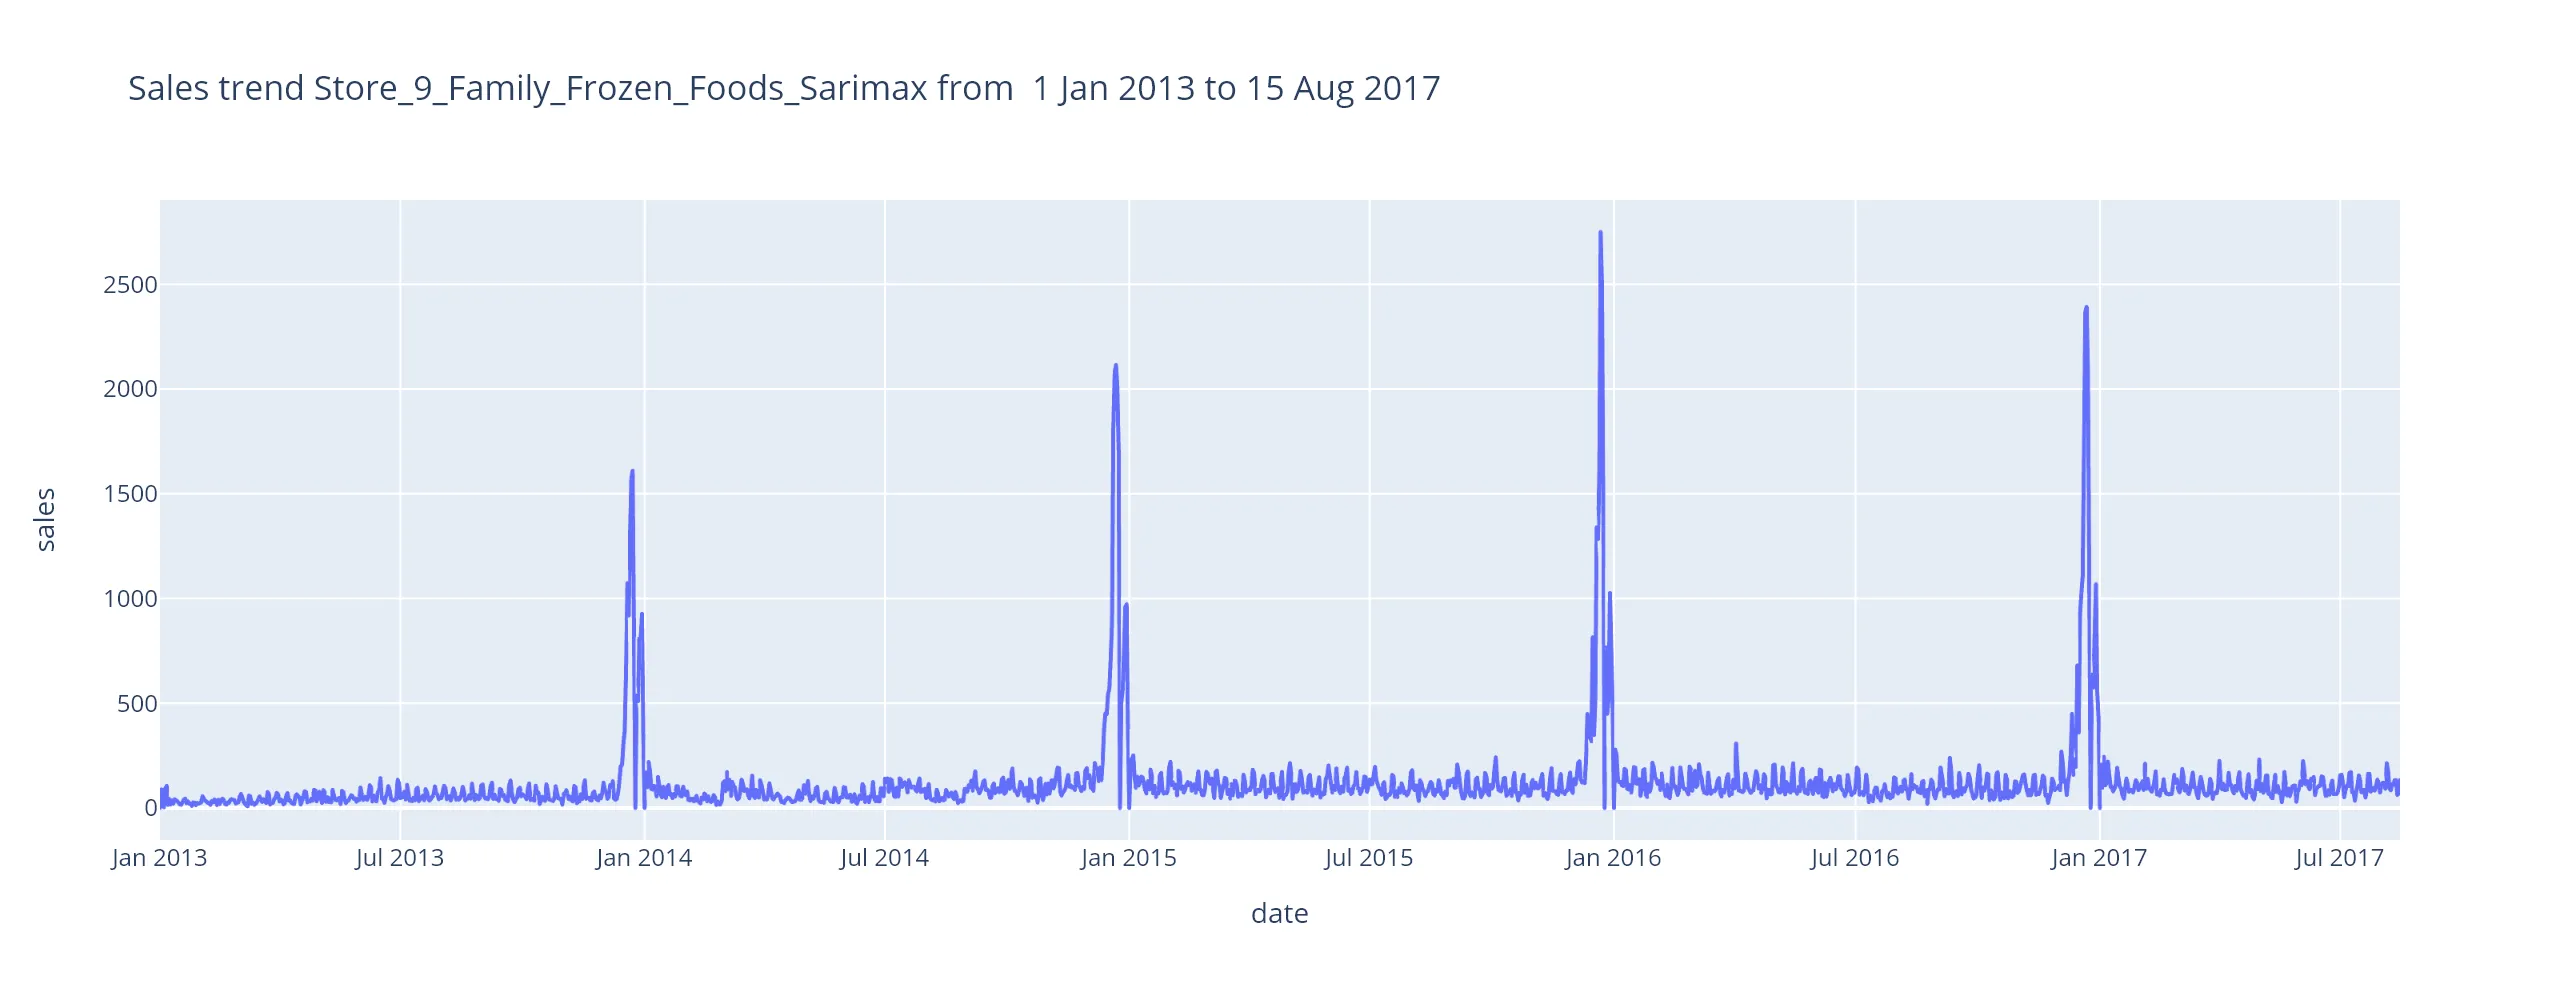 Sales trend Store_9_Family_Frozen_Foods_Sarimax from  1 Jan 2013 to 15 Aug 2017
2500
2000
1500
1000
500
0
sales
Jan 2013 Jul 2013 Jan 2014 Jul 2014 Jan 2015 Jul 2015 Jan 2016 Jul 2016 Jan 2017 Jul 2017
date